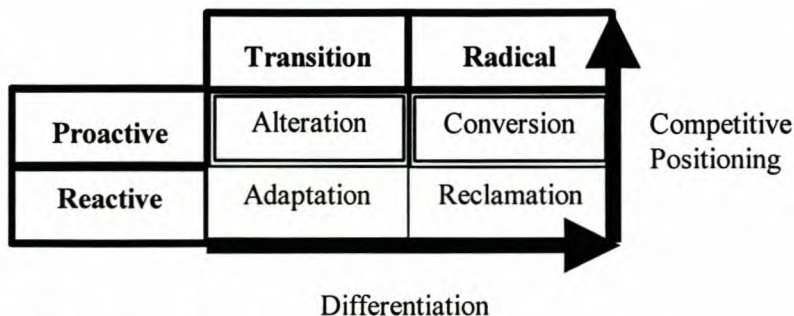 Transition Radical
Proactive Alteration Conversion
Reactive Adaptation Reclamation
Competitive
Positioning
Differentiation